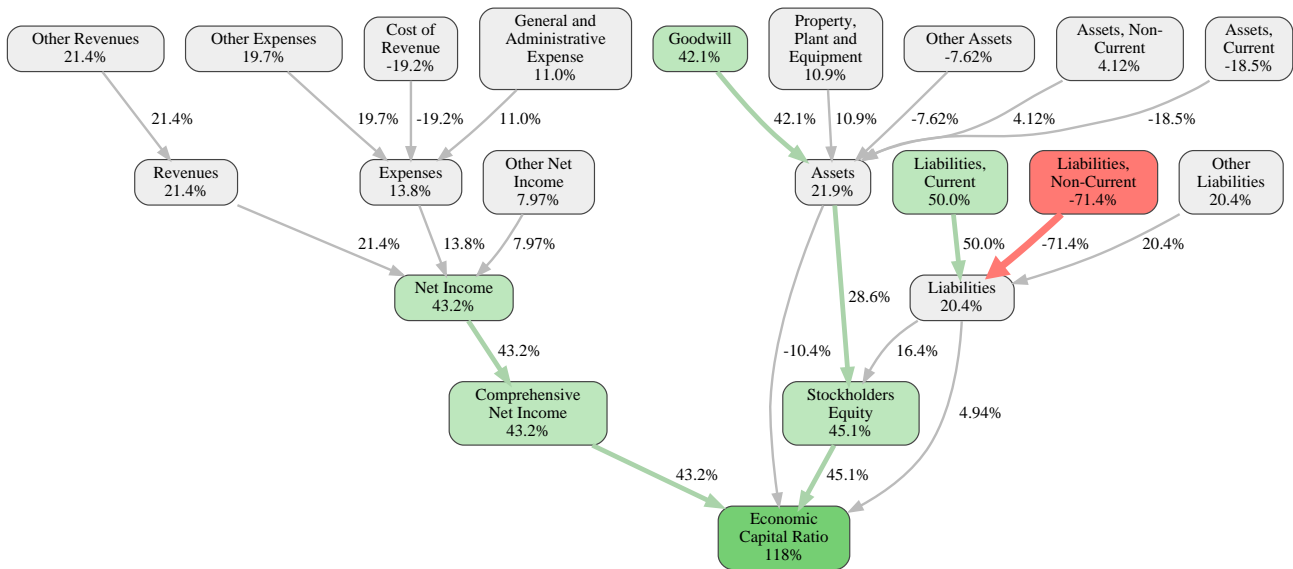 Other Revenues
21.4%
Other Expenses
19.7%
Cost of
Revenue
-19.2%
General and
Administrative
Expense
11.0%
Goodwill
42.1%
Property,
Plant and
Equipment
10.9%
Other Assets
-7.62%
Assets, Non-
Current
4.12%
Assets,
Current
-18.5%
21.4%
19.7%
-19.2%
11.0%
42.1%
10.9%
-7.62%
4.12%
-18.5%
Revenues
21.4%
Expenses
13.8%
Other Net
Income
7.97%
Assets
21.9%
Liabilities,
Current
50.0%
Liabilities,
Non-Current
-71.4%
Other
Liabilities
20.4%
21.4%
13.8%
7.97%
50.0%
-71.4%
20.4%
Net Income
43.2%
28.6%
Liabilities
20.4%
43.2%
-10.4%
16.4%
Comprehensive
Net Income
43.2%
Stockholders
Equity
45.1%
4.94%
43.2%
45.1%
Economic
Capital Ratio
118%